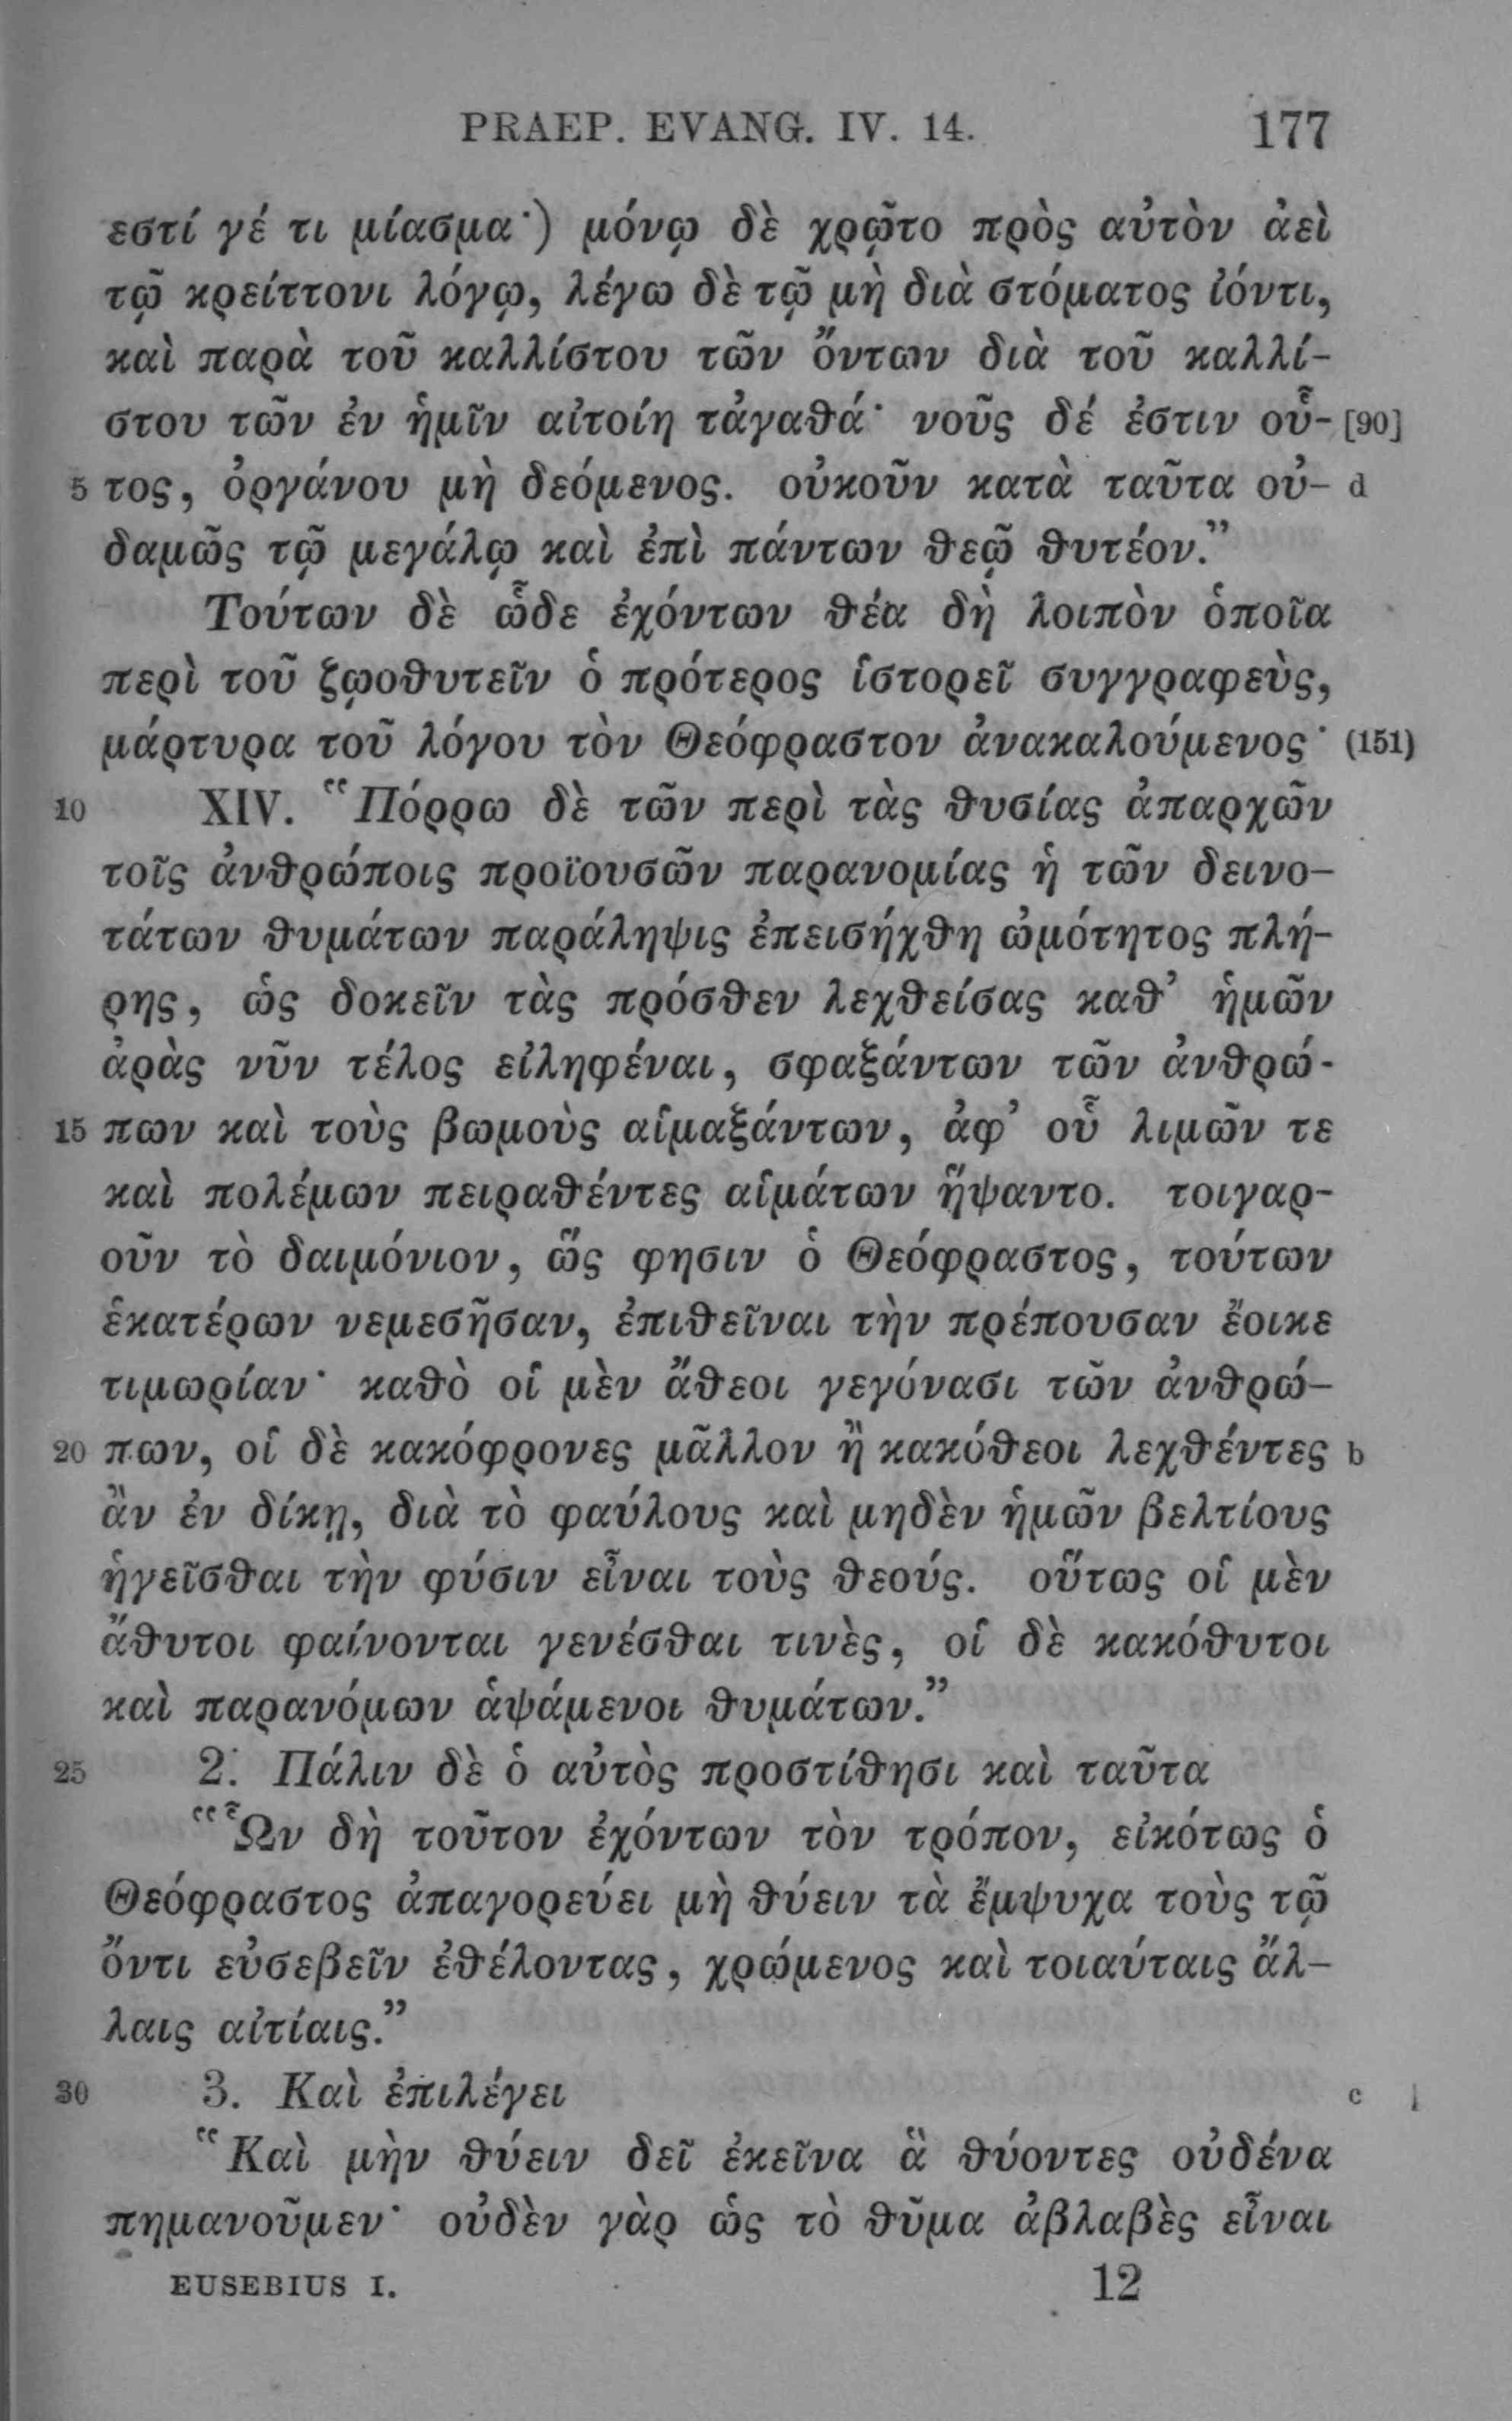 PRAEP. EVANG. IV. 14. 177
εστί γέ τι μίασμα·) μόνῳ δὲ χρῷτο πρὸς αὐτὸν ἀεὶ
τῷ κρείττονι λόγῳ, λέγω δὲ τῷ μὴ διὰ στόματος ἰόντι,
καὶ παρὰ τοῦ καλλίστου τῶν ὄντων διὰ τοῦ καλλί-
στου τῶν ἐν ἡμῖν αἰτοίη τἀγαθά· νοῦς δέ ἐστιν οὗ- [90]
5 τος, ὀργάνου μὴ δεόμενος. οὐκοῦν κατὰ ταῦτα οὐ- d
δαμῶς τῷ μεγάλῳ καὶ ἐπὶ πάντων θεῷ θυτέον.”
Τούτων δὲ ὧδε ἐχόντων θέα δὴ λοιπὸν ὁποῖα
περὶ τοῦ ζῳοθυτεῖν ὁ πρότερος ἱστορεῖ συγγραφεὺς,
μάρτυρα τοῦ λόγου τὸν Θεόφραστον ἀνακαλούμενος· (151)
10 XIV. “Πόρρω δὲ τῶν περὶ τὰς θυσίας ἀπαρχῶν
τοῖς ἀνθρώποις προϊουσῶν παρανομίας ἡ τῶν δεινο-
τάτων θυμάτων παράληψις ἐπεισήχθη ὠμότητος πλή-
ρης, ὡς δοκεῖν τὰς πρόσθεν λεχθείσας καθ’ ἡμῶν
ἀρὰς νῦν τέλος εἰληφέναι, σφαξάντων τῶν ἀνθρώ-
15 πων καὶ τοὺς βωμοὺς αἱμαξάντων, ἀφ’ οὗ λιμῶν τε
καὶ πολέμων πειραθέντες αἱμάτων ἥψαντο. τοιγαρ-
οῦν τὸ δαιμόνιον, ὥς φησιν ὁ Θεόφραστος, τούτων
ἑκατέρων νεμεσῆσαν, ἐπιθεῖναι τὴν πρέπουσαν ἔοικε
τιμωρίαν· καθὸ οἱ μὲν ἄθεοι γεγόνασι τῶν ἀνθρώ-
20 πων, οἱ δὲ κακόφρονες μᾶλλον ἢ κακόθεοι λεχθέντες b
ἂν ἐν δίκῃ, διὰ τὸ φαύλους καὶ μηδὲν ἡμῶν βελτίους
ἡγεῖσθαι τὴν φύσιν εἶναι τοὺς θεούς. οὕτως οἱ μὲν
ἄθυτοι φαίνονται γενέσθαι τινὲς, οἱ δὲ κακόθυτοι
καὶ παρανόμων ἁψάμενοι θυμάτων.”
25 2. Πάλιν δὲ ὁ αὐτὸς προστίθησι καὶ ταῦτα
“Ὧν δὴ τοῦτον ἐχόντων τὸν τρόπον, εἰκότως ὁ
Θεόφραστος ἀπαγορεύει μὴ θύειν τὰ ἔμψυχα τοὺς τῷ
ὄντι εὐσεβεῖν ἐθέλοντας, χρώμενος καὶ τοιαύταις ἄλ-
λαις αἰτίαις.”
30 3. Καὶ ἐπιλέγει c
“Καὶ μὴν θύειν δεῖ ἐκεῖνα ἃ θύοντες οὐδένα
πημανοῦμεν· οὐδὲν γὰρ ὡς τὸ θῦμα ἀβλαβὲς εἶναι
EUSEBIUS I. 12